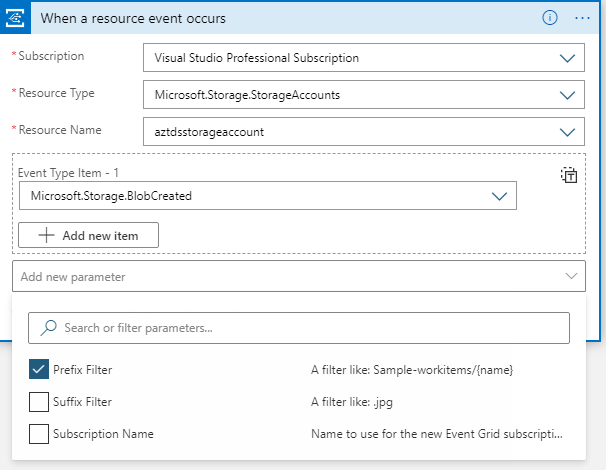 When a resource event occurs
* Subscription Visual Studio Professional Subscription
* Resource Type Microsoft.Storage.StorageAccounts
* Resource Name aztdsstorageaccount
Event Type Item - 1
Microsoft.Storage.BlobCreated
Add new item
Add new parameter
Search or filter parameters...
Prefix Filter A filter like: Sample-workitems/{name}
Suffix Filter A filter like: .jpg
Subscription Name Name to use for the new Event Grid subscripti...